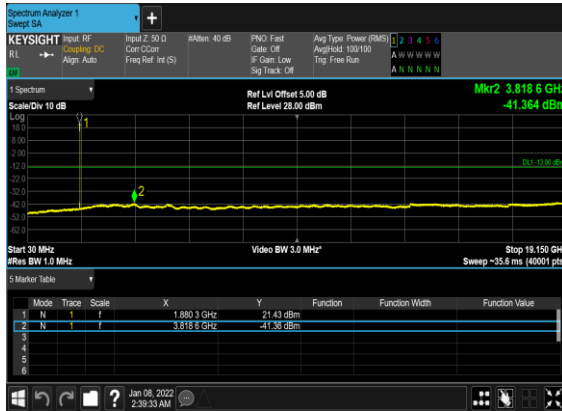 Spectrum Analyzer 1
Swept SA
+
KEYSIGHT Input: RF Input Z: 50 Ω #Atten: 40 dB PNO: Fast Avg Type: Power (RMS) 1 2 3 4 5 6
RL Coupling: DC Corr CCorr Gate: Off Avg|Hold: 100/100 A W W W W W
Align: Auto Freq Ref: Int (S) IF Gain: Low Trig: Free Run
LXI Sig Track: Off A N N N N N
1 Spectrum Ref Lvl Offset 5.00 dB Mkr2 3.818 6 GHz
Scale/Div 10 dB Ref Level 28.00 dBm -41.364 dBm
Log
18.0
8.00
-2.00
-12.0
-22.0
-32.0
-42.0
-52.0
-62.0
1
DL1 -13.00 dBm
2
Start 30 MHz Video BW 3.0 MHz* Stop 19.150 GHz
#Res BW 1.0 MHz Sweep ~35.6 ms (40001 pts)
5 Marker Table
Mode Trace Scale X Y Function Function Width Function Value
1 N 1 f 1.880 3 GHz 21.43 dBm
2 N 1 f 3.818 6 GHz -41.36 dBm
3
4
5
6
? Jan 08, 2022
2:39:33 AM